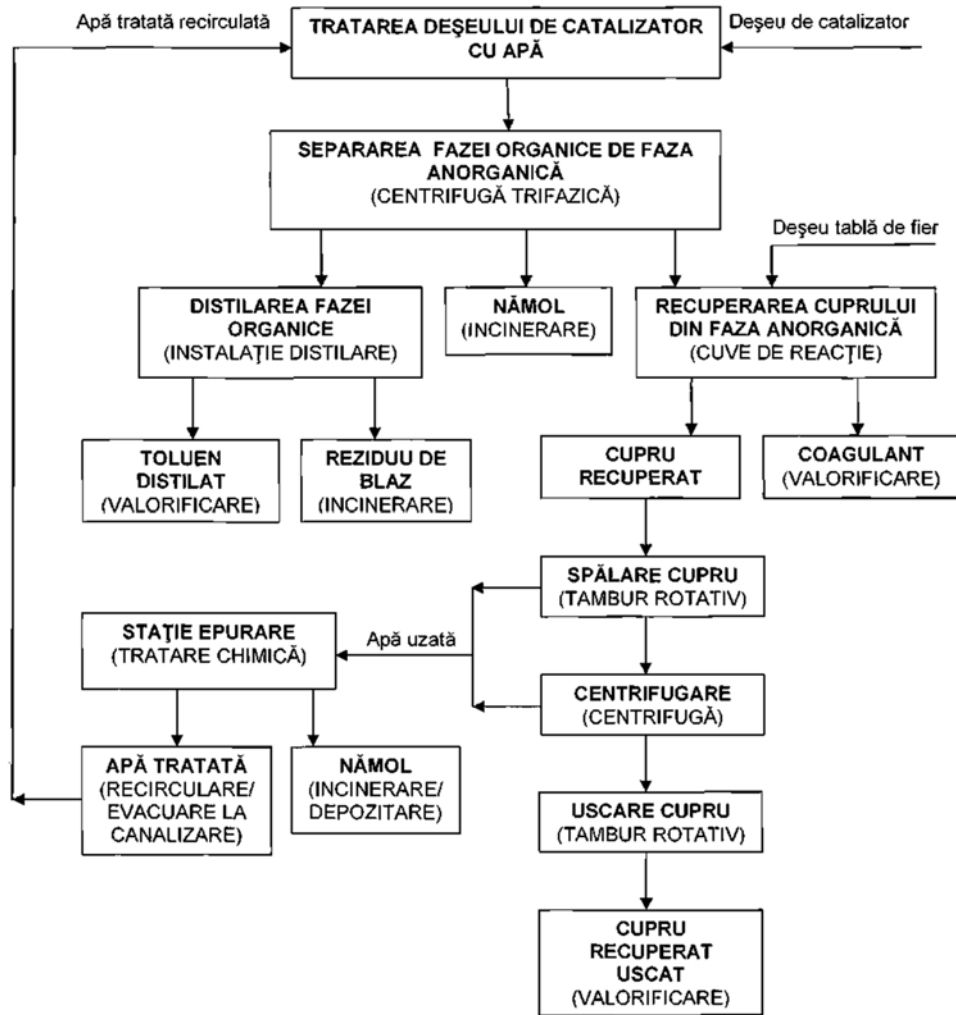 Apă tratată recirculată
TRATAREA DEŞEULUI DE CATALIZATOR
CU APĂ
Deşeu de catalizator
SEPARAREA FAZEI ORGANICE DE FAZA
ANORGANICĂ
(CENTRIFUGĂ TRIFAZICĂ)
Deşeu tablă de fier
DISTILAREA FAZEI
ORGANICE
(INSTALAŢIE DISTILARE)
NĂMOL
(INCINERARE)
RECUPERAREA CUPRULUI
DIN FAZA ANORGANICĂ
(CUVE DE REACŢIE)
TOLUEN
DISTILAT
(VALORIFICARE)
REZIDUU DE
BLAZ
(INCINERARE)
CUPRU
RECUPERAT
COAGULANT
(VALORIFICARE)
SPĂLARE CUPRU
(TAMBUR ROTATIV)
STAŢIE EPURARE
(TRATARE CHIMICĂ)
Apă uzată
CENTRIFUGARE
(CENTRIFUGĂ)
APĂ TRATATĂ
(RECIRCULARE/
EVACUARE LA
CANALIZARE)
NĂMOL
(INCINERARE/
DEPOZITARE)
USCARE CUPRU
(TAMBUR ROTATIV)
CUPRU
RECUPERAT
USCAT
(VALORIFICARE)